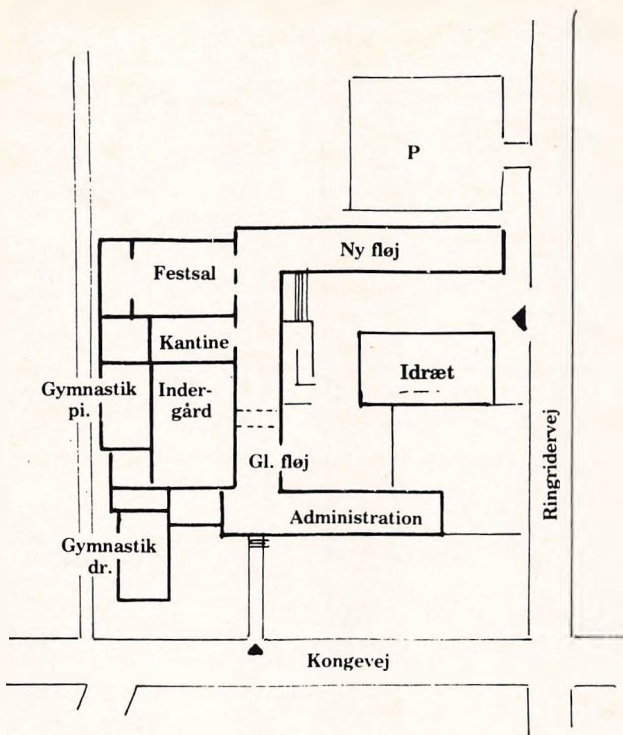 P
Ny fløj
Festsal
Kantine
Idræt
Gymnastik
pi.
Inder-
gård
Gl. fløj
Ringridervej
Administration
Gymnastik
dr.
Kongevej